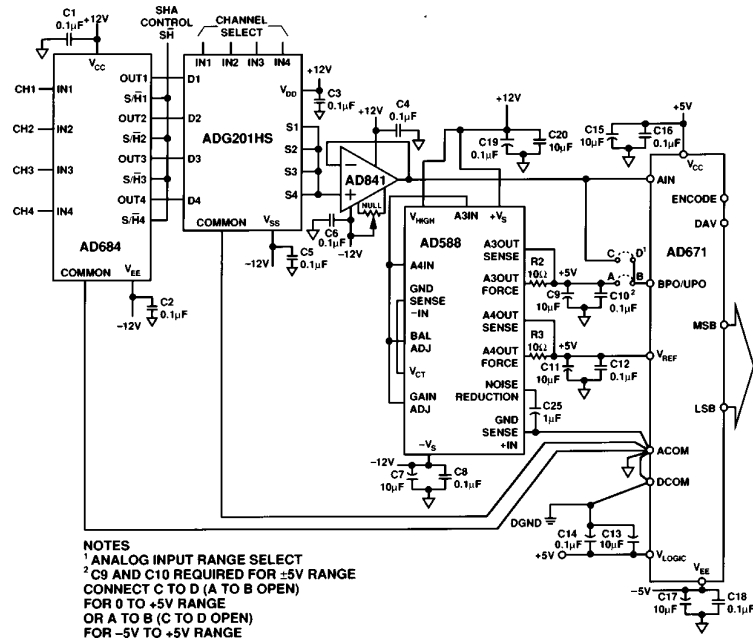 C1
0.1µF
+12V
SHA
CONTROL
S/H̅
CHANNEL
SELECT
IN1 IN2 IN3 IN4
VCC
OUT1
D1
CH1
IN1
S/H̅1
OUT2
D2
CH2
IN2
S/H̅2
OUT3
D3
CH3
IN3
S/H̅3
OUT4
D4
CH4
IN4
S/H̅4
AD684
COMMON
VEE
-12V
C2
0.1µF
ADG201HS
VDD
+12V
C3
0.1µF
S1
S2
S3
S4
COMMON
VSS
-12V
C5
0.1µF
+12V
C4
0.1µF
−
+
AD841
NULL
C6
0.1µF
-12V
+12V
C19
0.1µF
C20
10µF
VHIGH
A3IN
+VS
AD588
A4IN
GND
SENSE
-IN
BAL
ADJ
VCT
GAIN
ADJ
A3OUT
SENSE
A3OUT
FORCE
A4OUT
SENSE
A4OUT
FORCE
NOISE
REDUCTION
GND
SENSE
+IN
-VS
-12V
C7
10µF
C8
0.1µF
R2
10Ω
+5V
C9
10µF
C10²
0.1µF
R3
10Ω
+5V
C11
10µF
C12
0.1µF
C25
1µF
C
D¹
A
B
+5V
C15
10µF
C16
0.1µF
VCC
AIN
ENCODE
DAV
AD671
BPO/UPO
MSB
VREF
LSB
ACOM
DCOM
DGND
C14
0.1µF
C13
10µF
+5V
VLOGIC
VEE
-5V
C17
10µF
C18
0.1µF
NOTES
¹ ANALOG INPUT RANGE SELECT
² C9 AND C10 REQUIRED FOR ±5V RANGE
CONNECT C TO D (A TO B OPEN)
FOR 0 TO +5V RANGE
OR A TO B (C TO D OPEN)
FOR -5V TO +5V RANGE